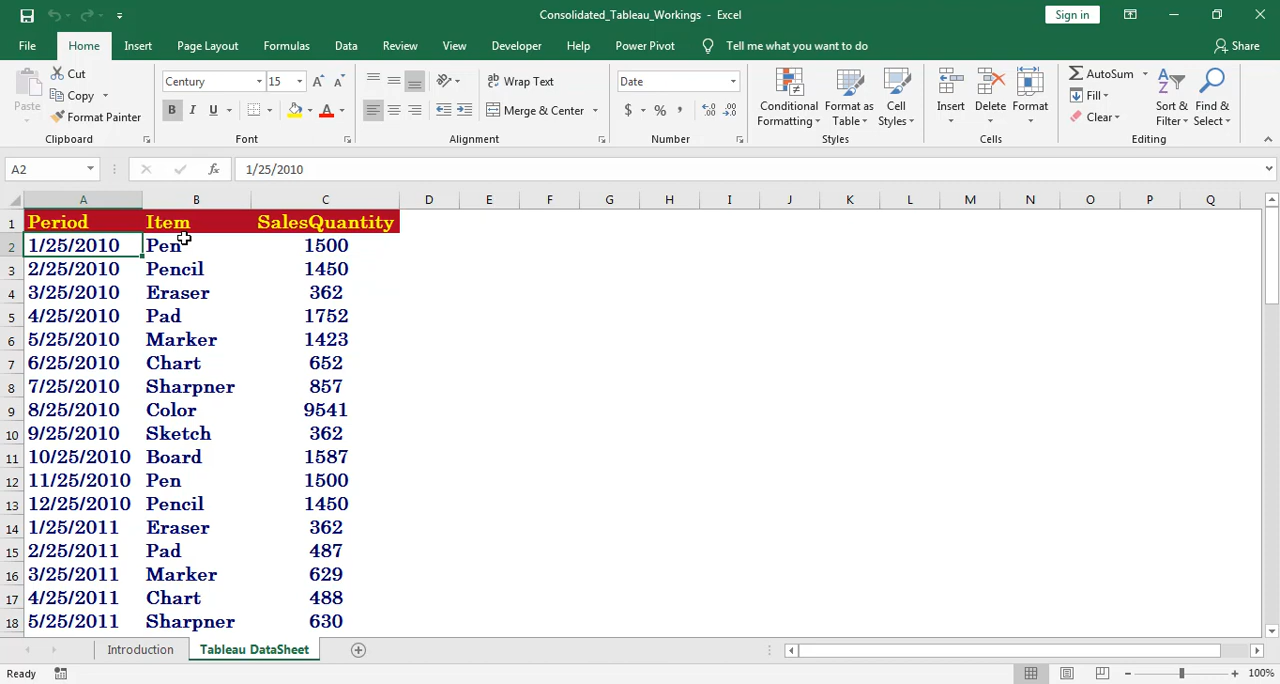 Consolidated_Tableau_Workings - Excel
Sign in
File Home Insert Page Layout Formulas Data Review View Developer Help Power Pivot Tell me what you want to do Share
Paste
Cut
Copy
Format Painter
Clipboard
Century 15
B I U
Font
Wrap Text
Merge & Center
Alignment
Date
$ % ,
Number
Conditional Formatting
Format as Table
Cell Styles
Styles
Insert Delete Format
Cells
AutoSum
Fill
Clear
Sort & Filter
Find & Select
Editing
A2 fx 1/25/2010
A B C D E F G H I J K L M N O P Q
1 Period Item SalesQuantity
2 1/25/2010 Pen 1500
3 2/25/2010 Pencil 1450
4 3/25/2010 Eraser 362
5 4/25/2010 Pad 1752
6 5/25/2010 Marker 1423
7 6/25/2010 Chart 652
8 7/25/2010 Sharpner 857
9 8/25/2010 Color 9541
10 9/25/2010 Sketch 362
11 10/25/2010 Board 1587
12 11/25/2010 Pen 1500
13 12/25/2010 Pencil 1450
14 1/25/2011 Eraser 362
15 2/25/2011 Pad 487
16 3/25/2011 Marker 629
17 4/25/2011 Chart 488
18 5/25/2011 Sharpner 630
Introduction Tableau DataSheet
Ready 100%